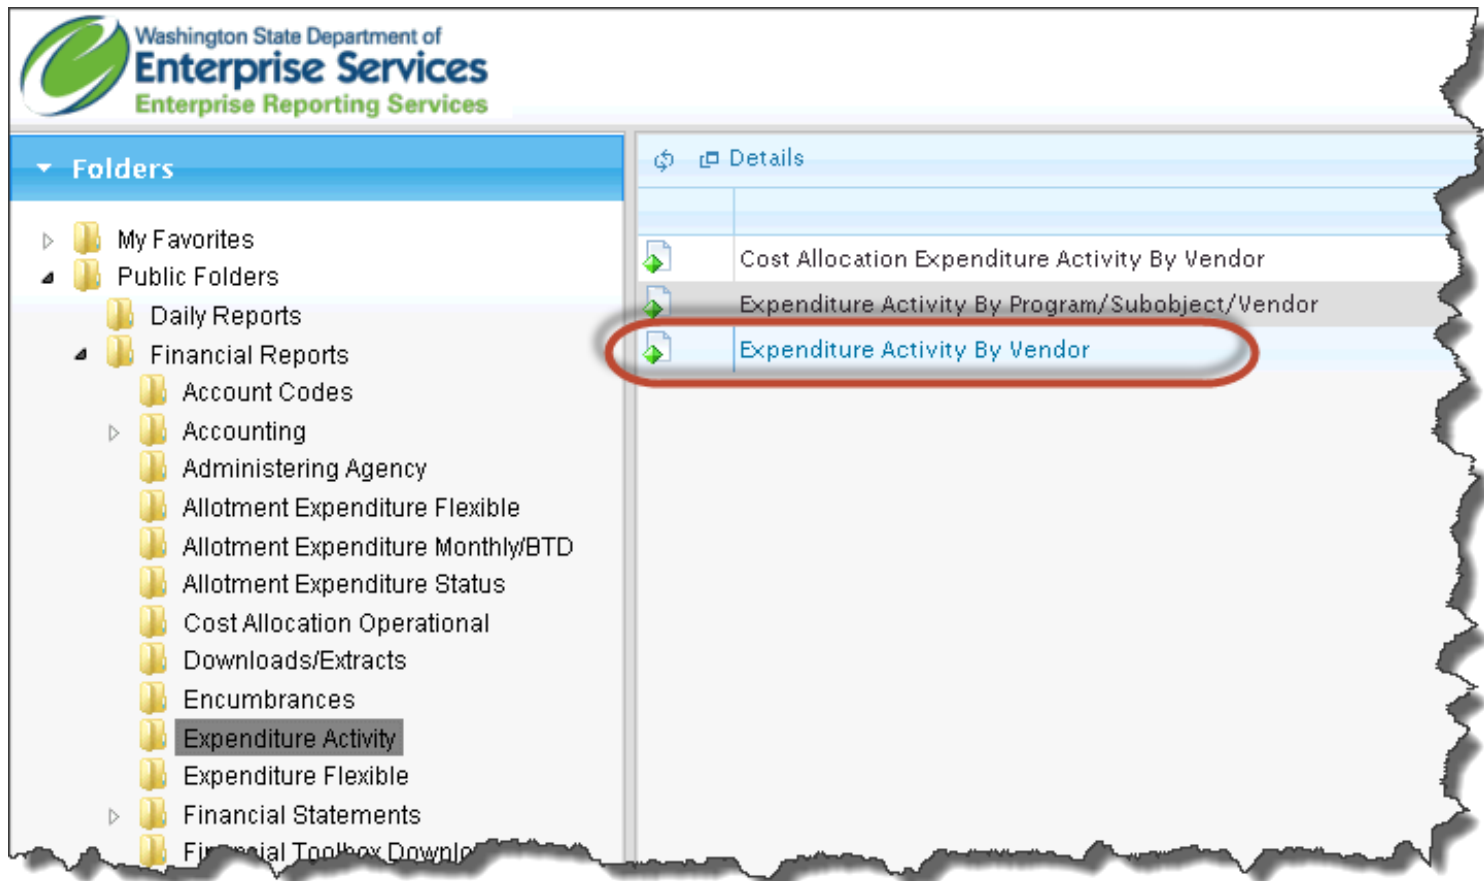 Washington State Department of
Enterprise Services
Enterprise Reporting Services
Folders
My Favorites
Public Folders
Daily Reports
Financial Reports
Account Codes
Accounting
Administering Agency
Allotment Expenditure Flexible
Allotment Expenditure Monthly/BTD
Allotment Expenditure Status
Cost Allocation Operational
Downloads/Extracts
Encumbrances
Expenditure Activity
Expenditure Flexible
Financial Statements
Financial Toolbox
Details
Cost Allocation Expenditure Activity By Vendor
Expenditure Activity By Program/Subobject/Vendor
Expenditure Activity By Vendor